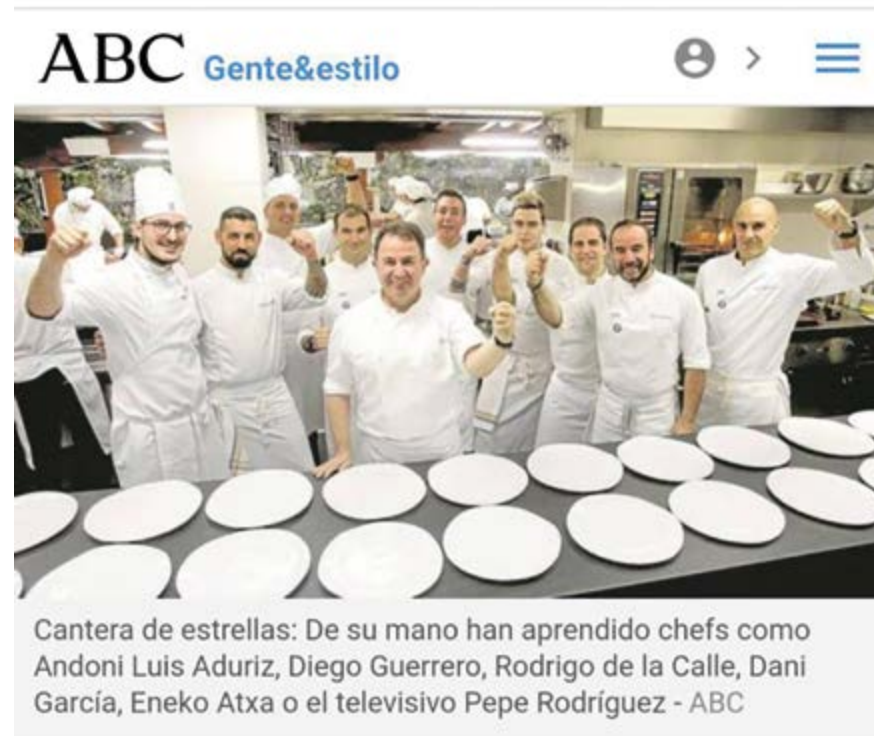 ABC Gente&estilo
Cantera de estrellas: De su mano han aprendido chefs como
Andoni Luis Aduriz, Diego Guerrero, Rodrigo de la Calle, Dani
García, Eneko Atxa o el televisivo Pepe Rodríguez - ABC